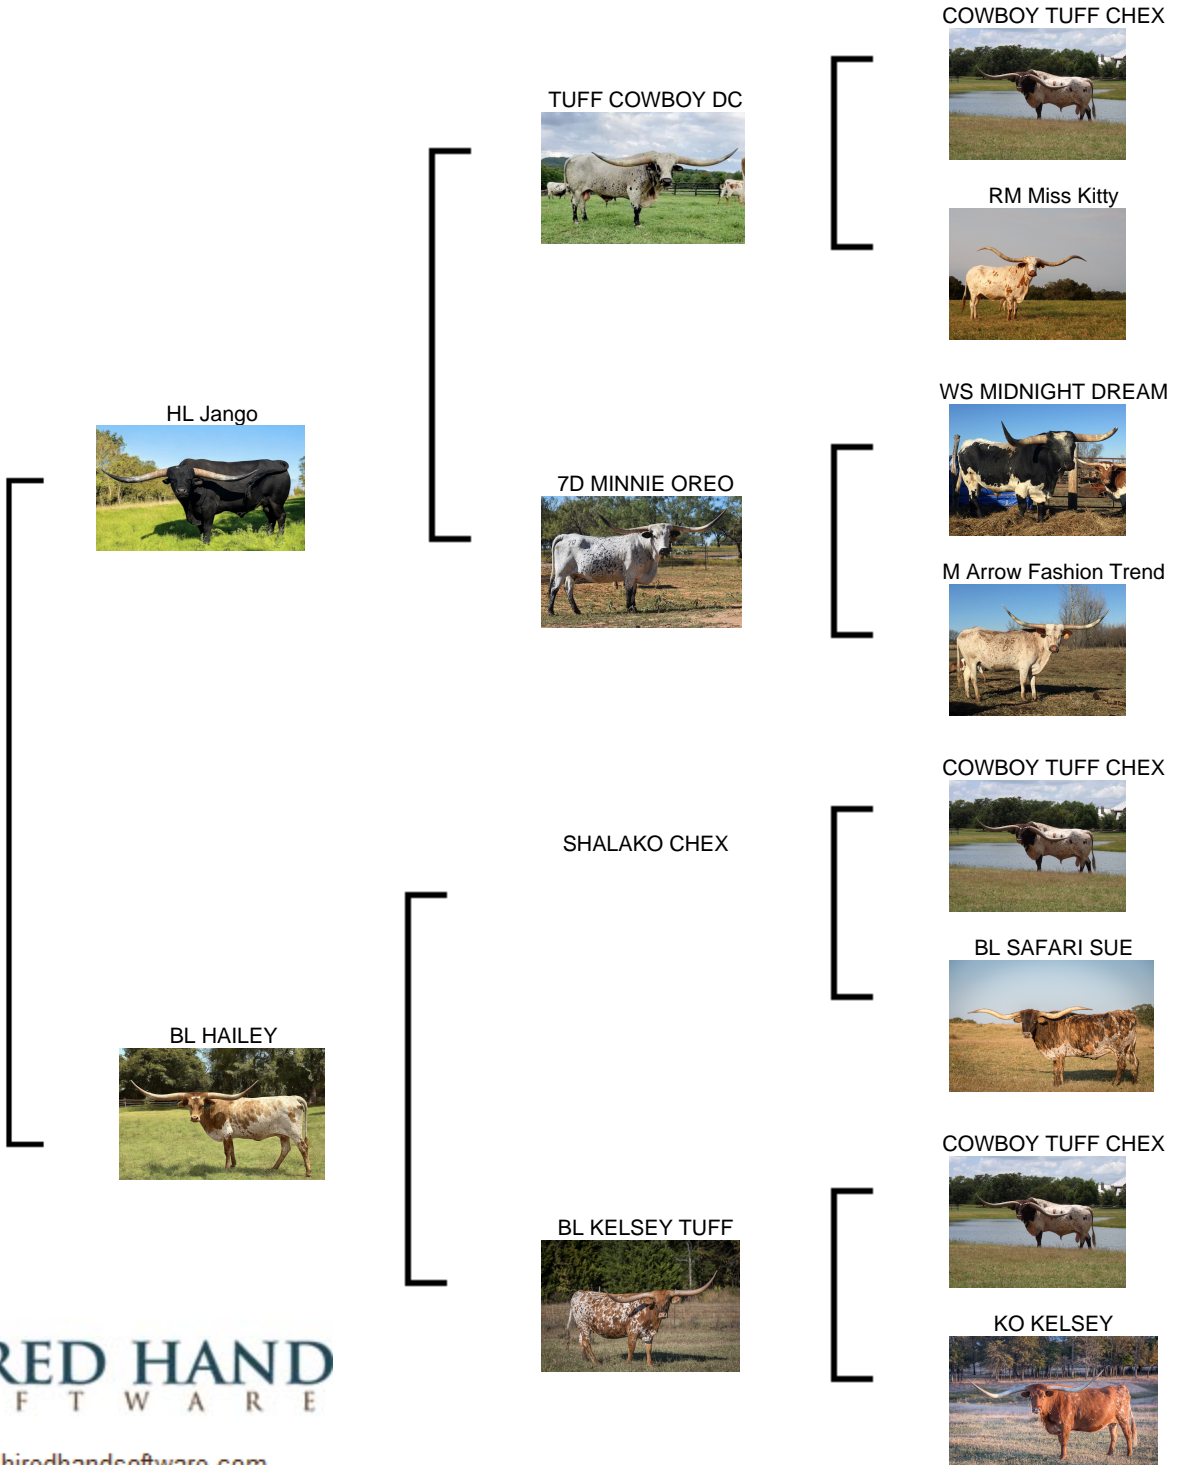 COWBOY TUFF CHEX
TUFF COWBOY DC
RM Miss Kitty
WS MIDNIGHT DREAM
HL Jango
7D MINNIE OREO
M Arrow Fashion Trend
COWBOY TUFF CHEX
SHALAKO CHEX
BL SAFARI SUE
BL HAILEY
COWBOY TUFF CHEX
BL KELSEY TUFF
KO KELSEY
RED HAND
F T W A R E
hiredhandsoftware.com